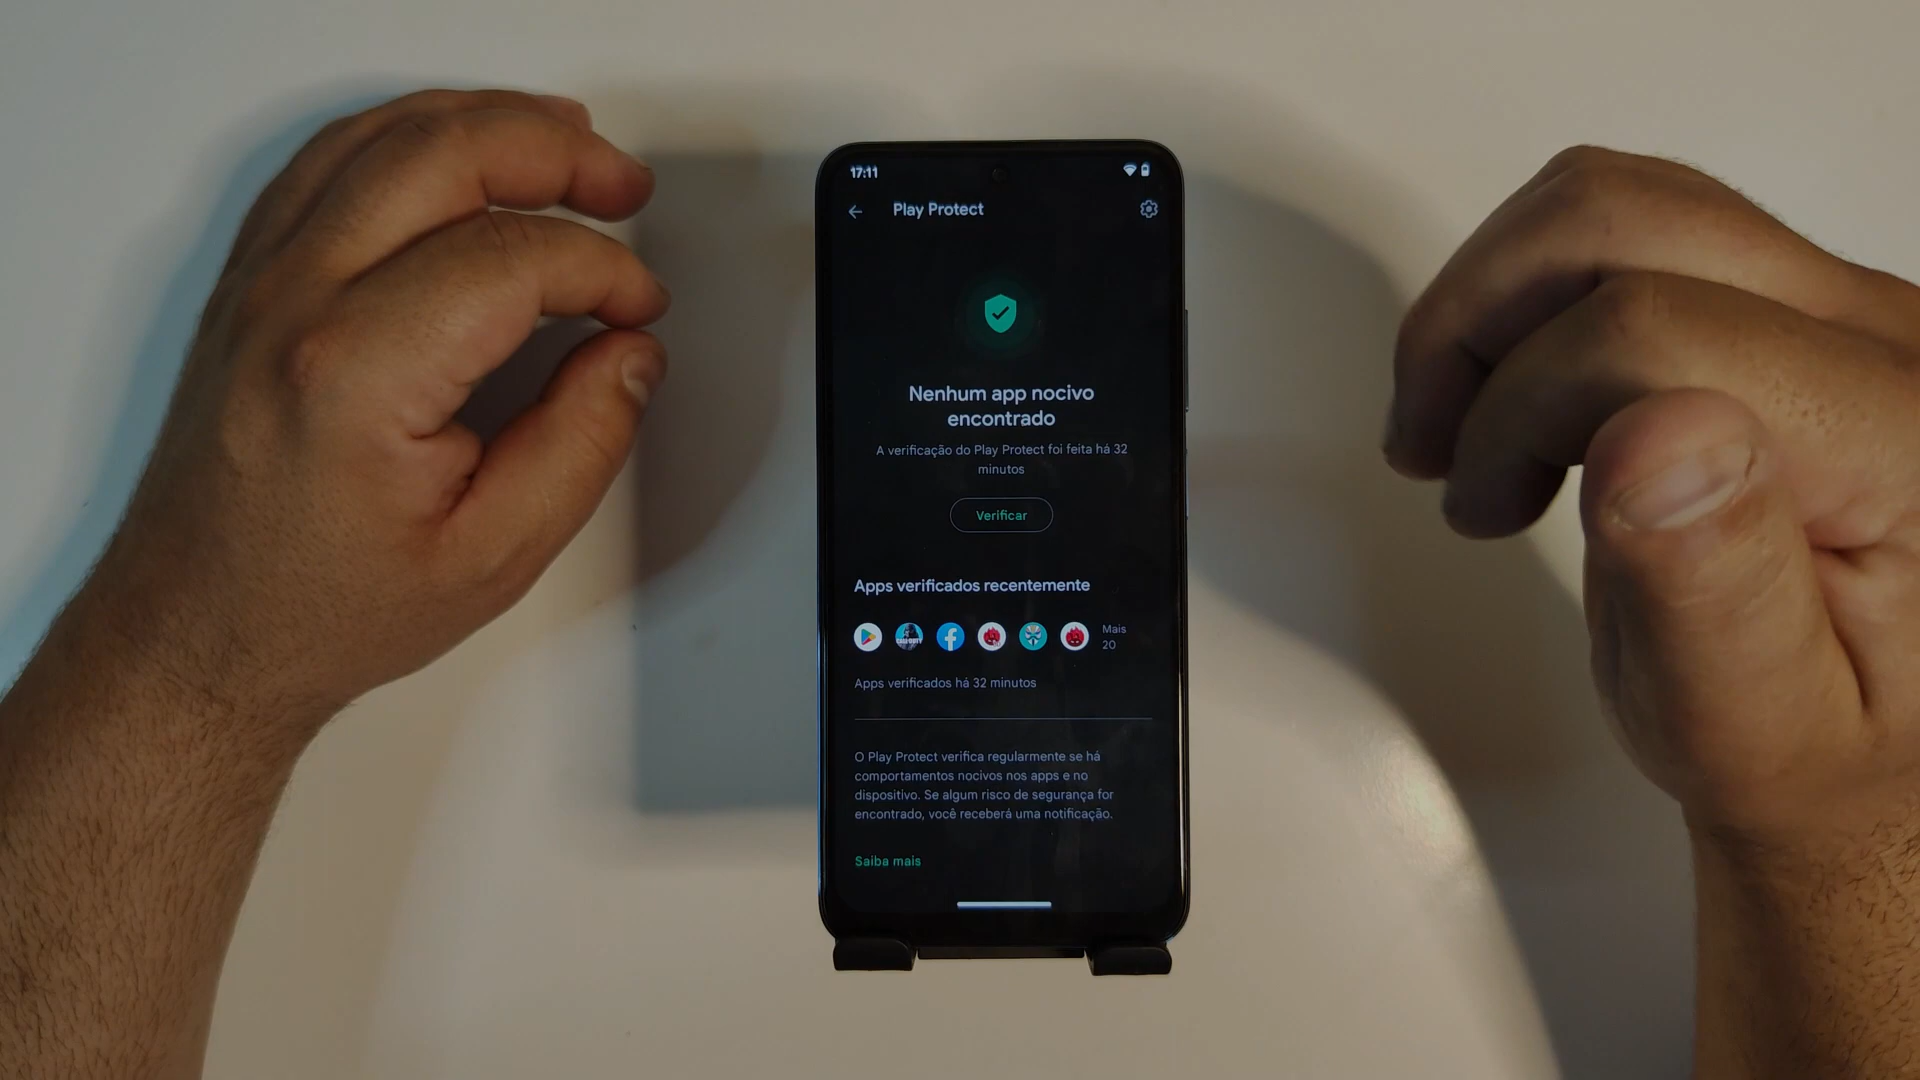 17:11
Play Protect
Nenhum app nocivo
encontrado
A verificação do Play Protect foi feita há 32
minutos
Verificar
Apps verificados recentemente
Mais
20
Apps verificados há 32 minutos
O Play Protect verifica regularmente se há
comportamentos nocivos nos apps e no
dispositivo. Se algum risco de segurança for
encontrado, você receberá uma notificação.
Saiba mais